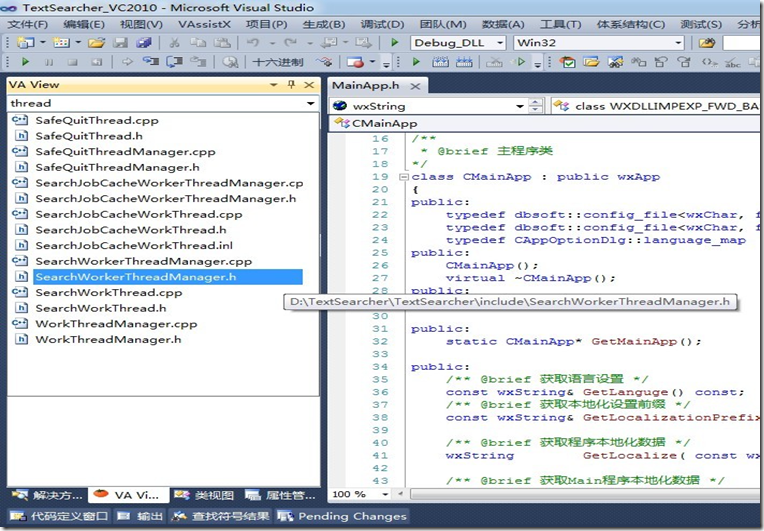 TextSearcher_VC2010 - Microsoft Visual Studio
文件(F) 编辑(E) 视图(V) VAssistX 项目(P) 生成(B) 调试(D) 团队(M) 数据(A) 工具(T) 体系结构(C) 测试(S) 分析
Debug_DLL Win32
十六进制
VA View
thread
SafeQuitThread.cpp
SafeQuitThread.h
SafeQuitThreadManager.cpp
SafeQuitThreadManager.h
SearchJobCacheWorkerThreadManager.cp
SearchJobCacheWorkerThreadManager.h
SearchJobCacheWorkThread.cpp
SearchJobCacheWorkThread.h
SearchJobCacheWorkThread.inl
SearchWorkerThreadManager.cpp
SearchWorkerThreadManager.h
SearchWorkThread.cpp
SearchWorkThread.h
WorkThreadManager.cpp
WorkThreadManager.h
D:\TextSearcher\TextSearcher\include\SearchWorkerThreadManager.h
MainApp.h
wxString class WXDLLIMPEXP_FWD_BA
CMainApp
16 /**
17 * @brief 主程序类
18 */
19 class CMainApp : public wxApp
20 {
21 public:
22 typedef dbsoft::config_file<wxChar, f
23 typedef dbsoft::config_file<wxChar, f
24 typedef CAppOptionDlg::language_map
25 public:
26 CMainApp();
27 virtual ~CMainApp();
28 public:
30
31 public:
32 static CMainApp* GetMainApp();
33
34 public:
35 /** @brief 获取语言设置 */
36 const wxString& GetLanguge() const;
37 /** @brief 获取本地化设置前缀 */
38 const wxString& GetLocalizationPrefix
39
40 /** @brief 获取程序本地化数据 */
41 wxString GetLocalize( const wx
42
43 /** @brief 获取Main程序本地化数据 */
100 %
解决方... VA Vi... 类视图 属性管...
代码定义窗口 输出 查找符号结果 Pending Changes